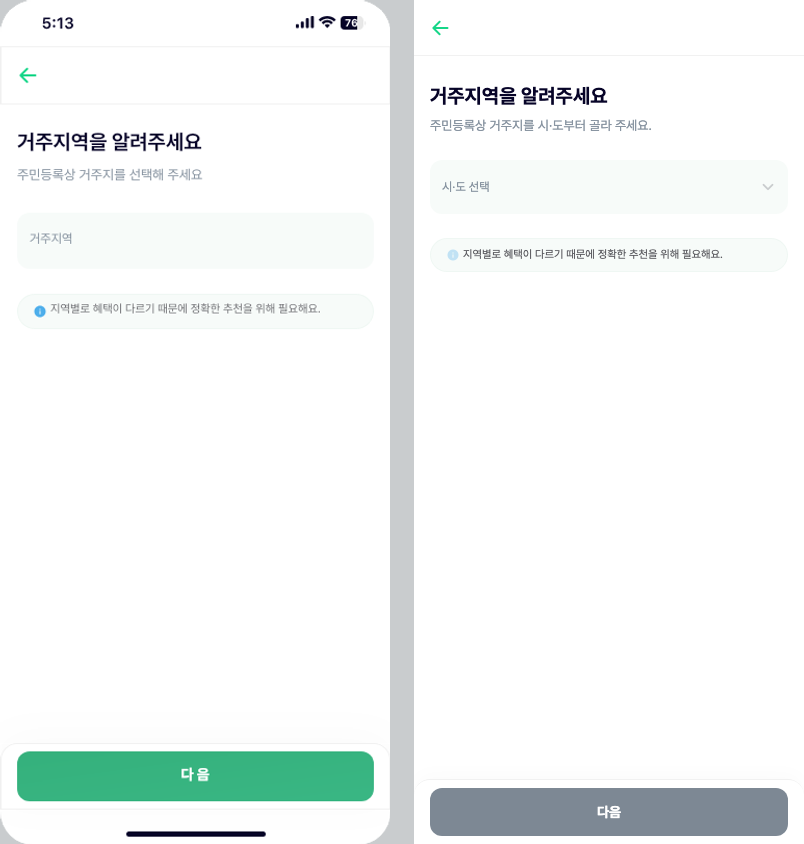 5:13
76
거주지역을 알려주세요
주민등록상 거주지를 선택해 주세요
거주지역
지역별로 혜택이 다르기 때문에 정확한 추천을 위해 필요해요.
다 음
거주지역을 알려주세요
주민등록상 거주지를 시·도부터 골라 주세요.
시·도 선택
지역별로 혜택이 다르기 때문에 정확한 추천을 위해 필요해요.
다음